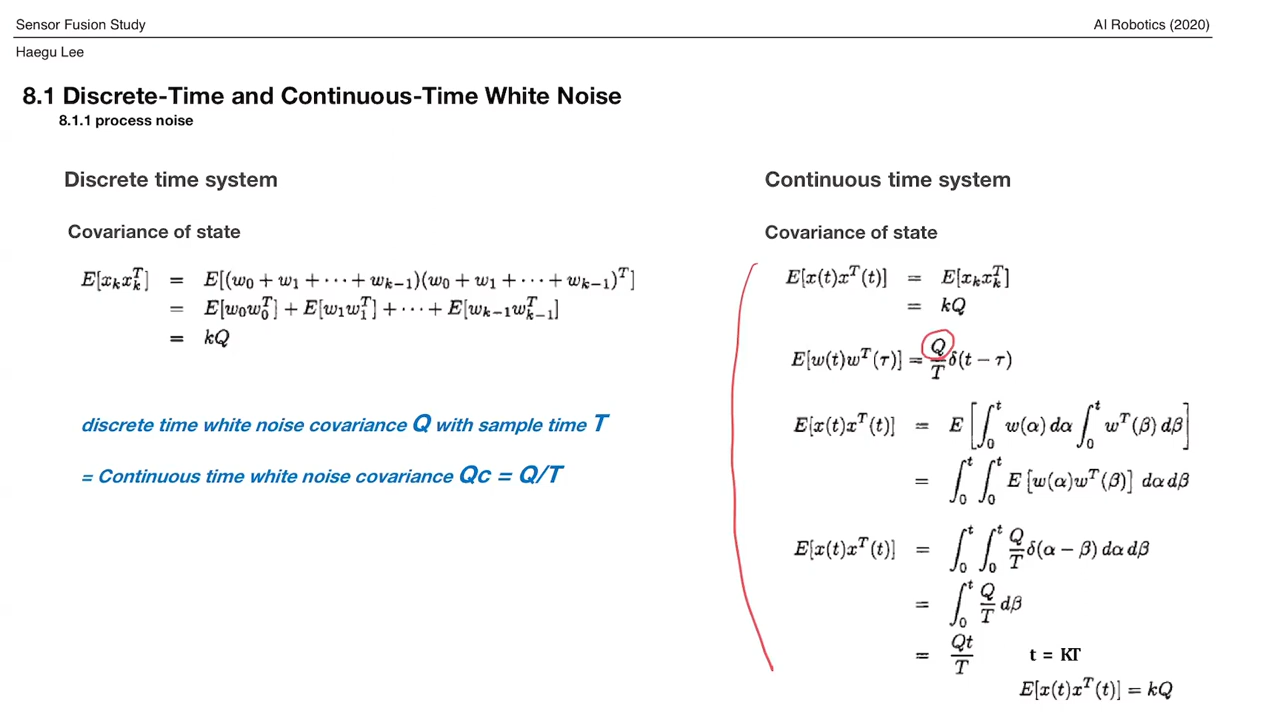 Sensor Fusion Study
AI Robotics (2020)
Haegu Lee
8.1 Discrete-Time and Continuous-Time White Noise
8.1.1 process noise
Discrete time system
Covariance of state
E[x_k x_k^T] = E[(w_0 + w_1 + ··· + w_{k−1})(w_0 + w_1 + ··· + w_{k−1})^T]
= E[w_0 w_0^T] + E[w_1 w_1^T] + ··· + E[w_{k−1} w_{k−1}^T]
= kQ
discrete time white noise covariance Q with sample time T
= Continuous time white noise covariance Qc = Q/T
Continuous time system
Covariance of state
E[x(t)x^T(t)] = E[x_k x_k^T]
= kQ
E[w(t)w^T(τ)] = Q/T δ(t − τ)
E[x(t)x^T(t)] = E[∫_0^t w(α) dα ∫_0^t w^T(β) dβ]
= ∫_0^t ∫_0^t E[w(α)w^T(β)] dα dβ
E[x(t)x^T(t)] = ∫_0^t ∫_0^t Q/T δ(α − β) dα dβ
= ∫_0^t Q/T dβ
= Qt/T t = KT
E[x(t)x^T(t)] = kQ